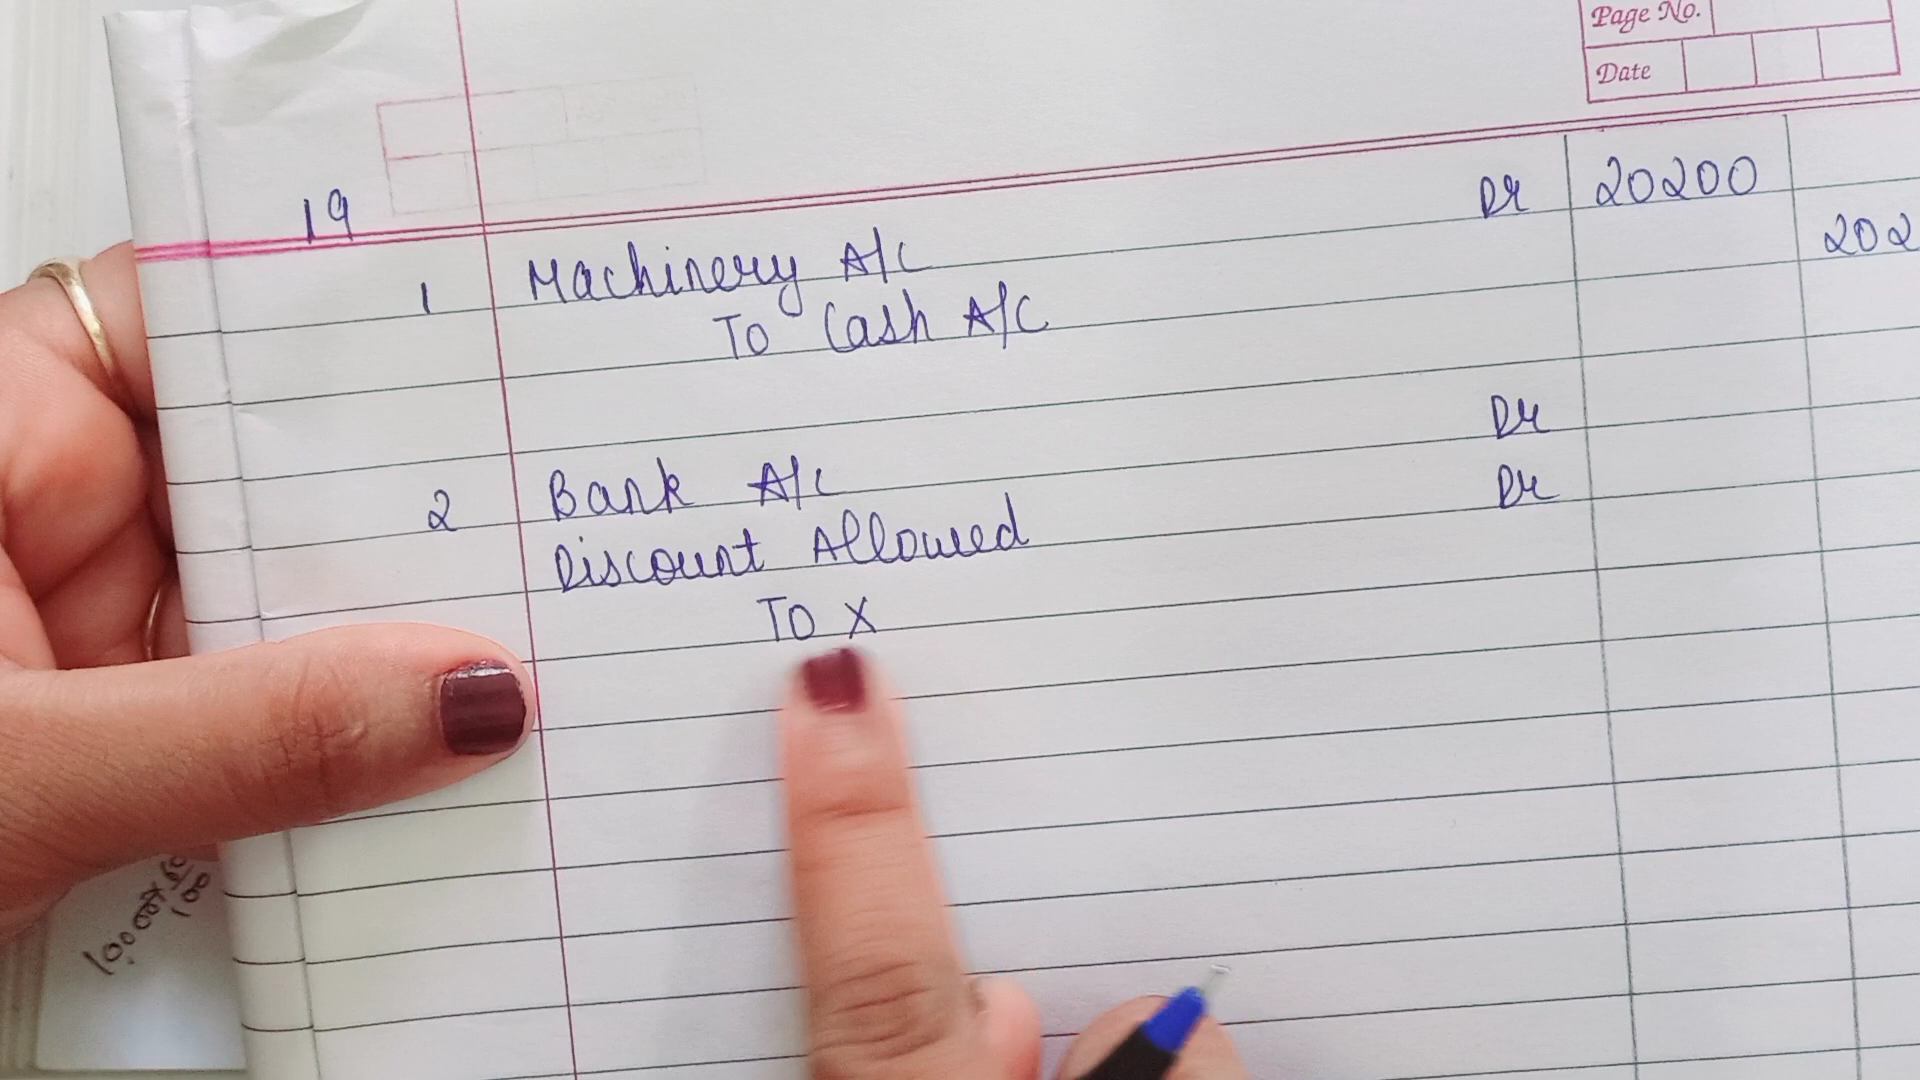 Page No.
Date
19
1 Machinery A/c Dr 20200
To Cash A/c 202
2 Bank A/c Dr
Discount Allowed Dr
To X